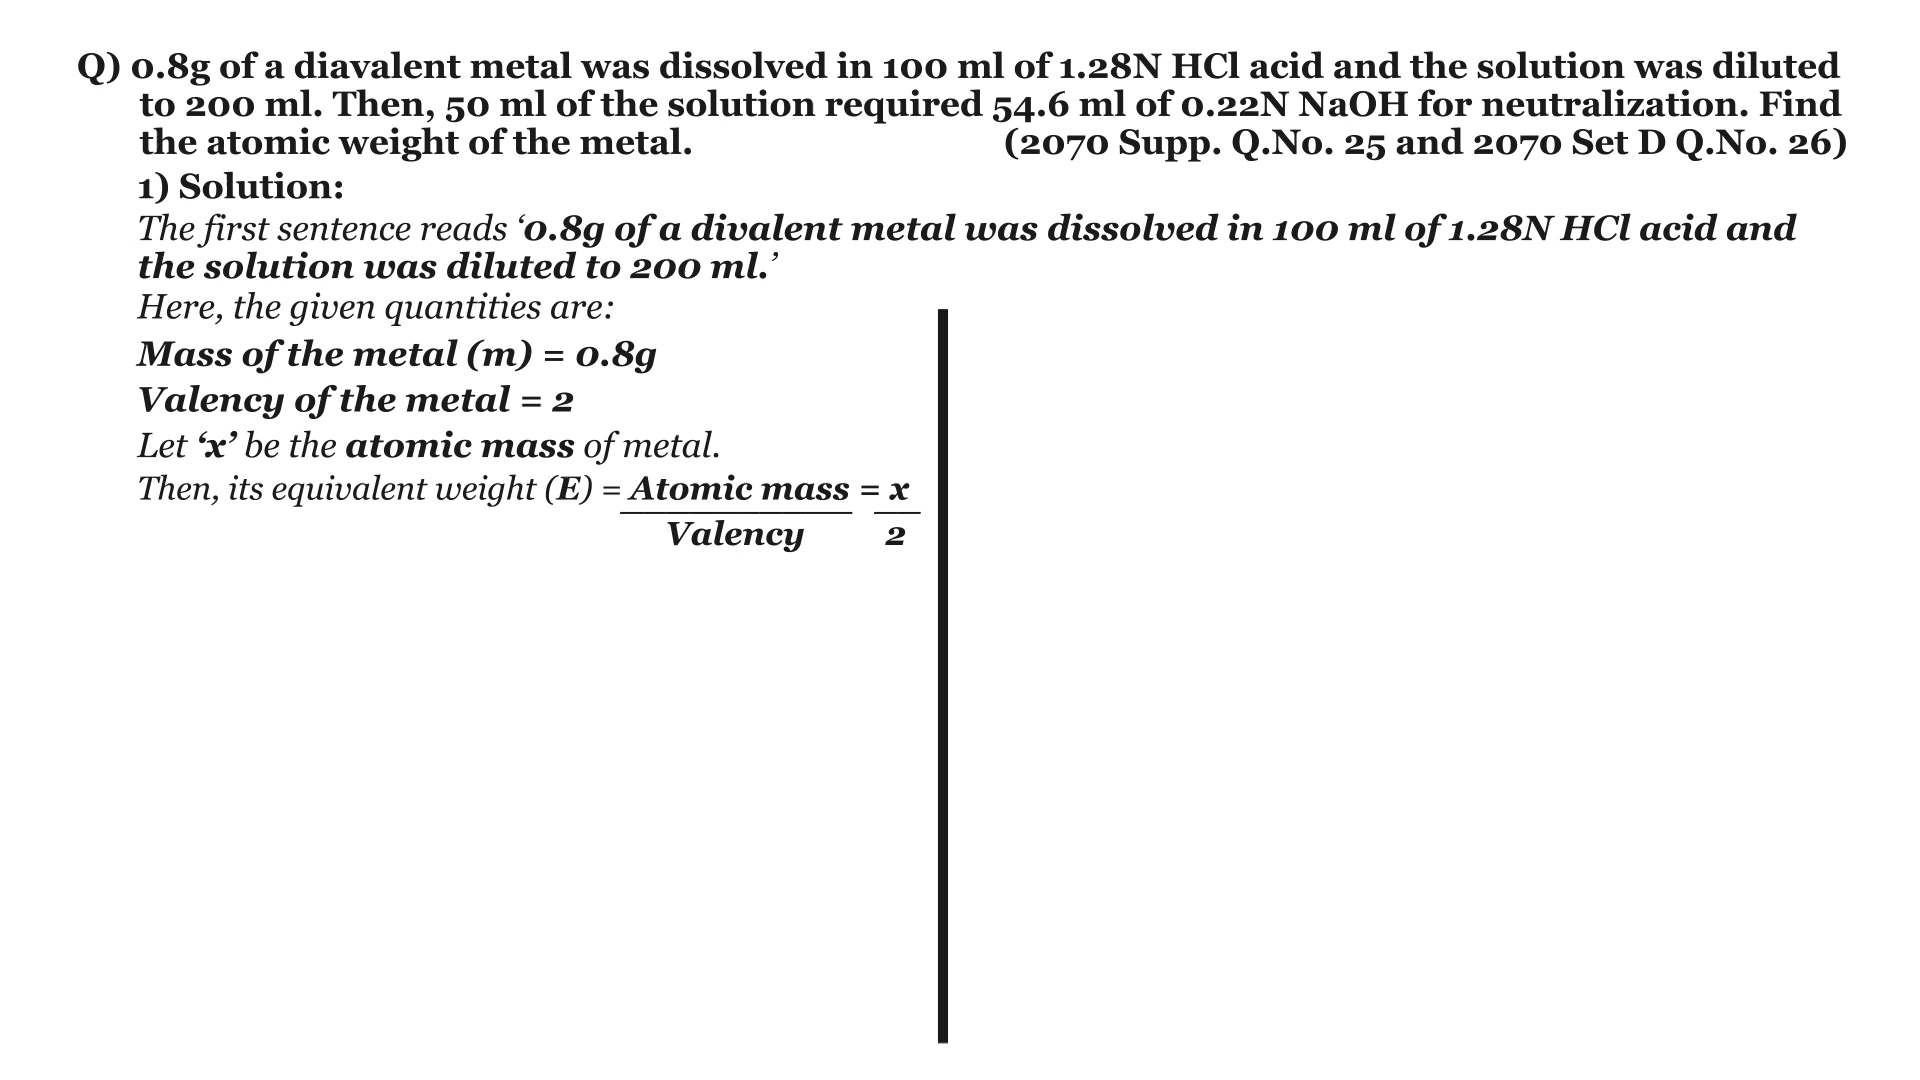 Q) 0.8g of a diavalent metal was dissolved in 100 ml of 1.28N HCl acid and the solution was diluted
to 200 ml. Then, 50 ml of the solution required 54.6 ml of 0.22N NaOH for neutralization. Find
the atomic weight of the metal. (2070 Supp. Q.No. 25 and 2070 Set D Q.No. 26)
1) Solution:
The first sentence reads ‘0.8g of a divalent metal was dissolved in 100 ml of 1.28N HCl acid and
the solution was diluted to 200 ml.’
Here, the given quantities are:
Mass of the metal (m) = 0.8g
Valency of the metal = 2
Let ‘x’ be the atomic mass of metal.
Then, its equivalent weight (E) = Atomic mass = x
Valency 2